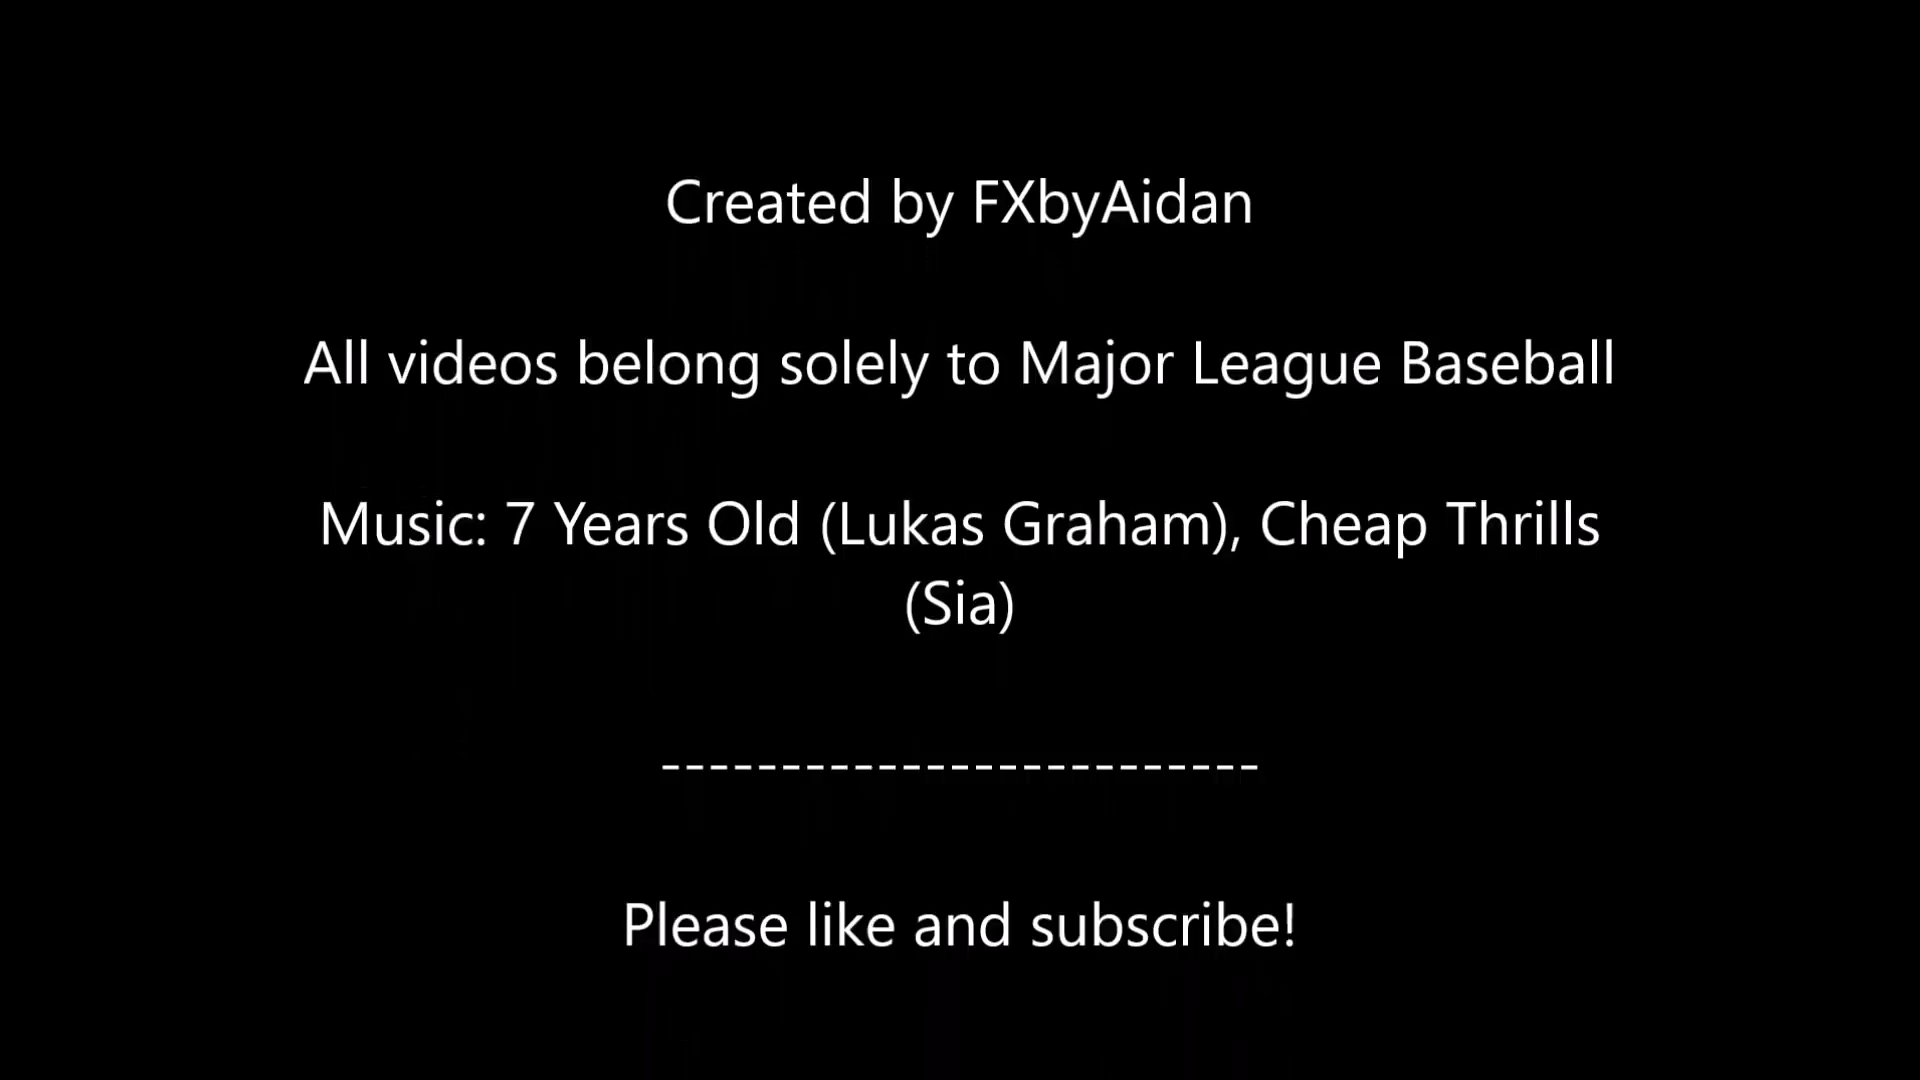 Created by FXbyAidan
All videos belong solely to Major League Baseball
Music: 7 Years Old (Lukas Graham), Cheap Thrills
(Sia)
-------------------------
Please like and subscribe!